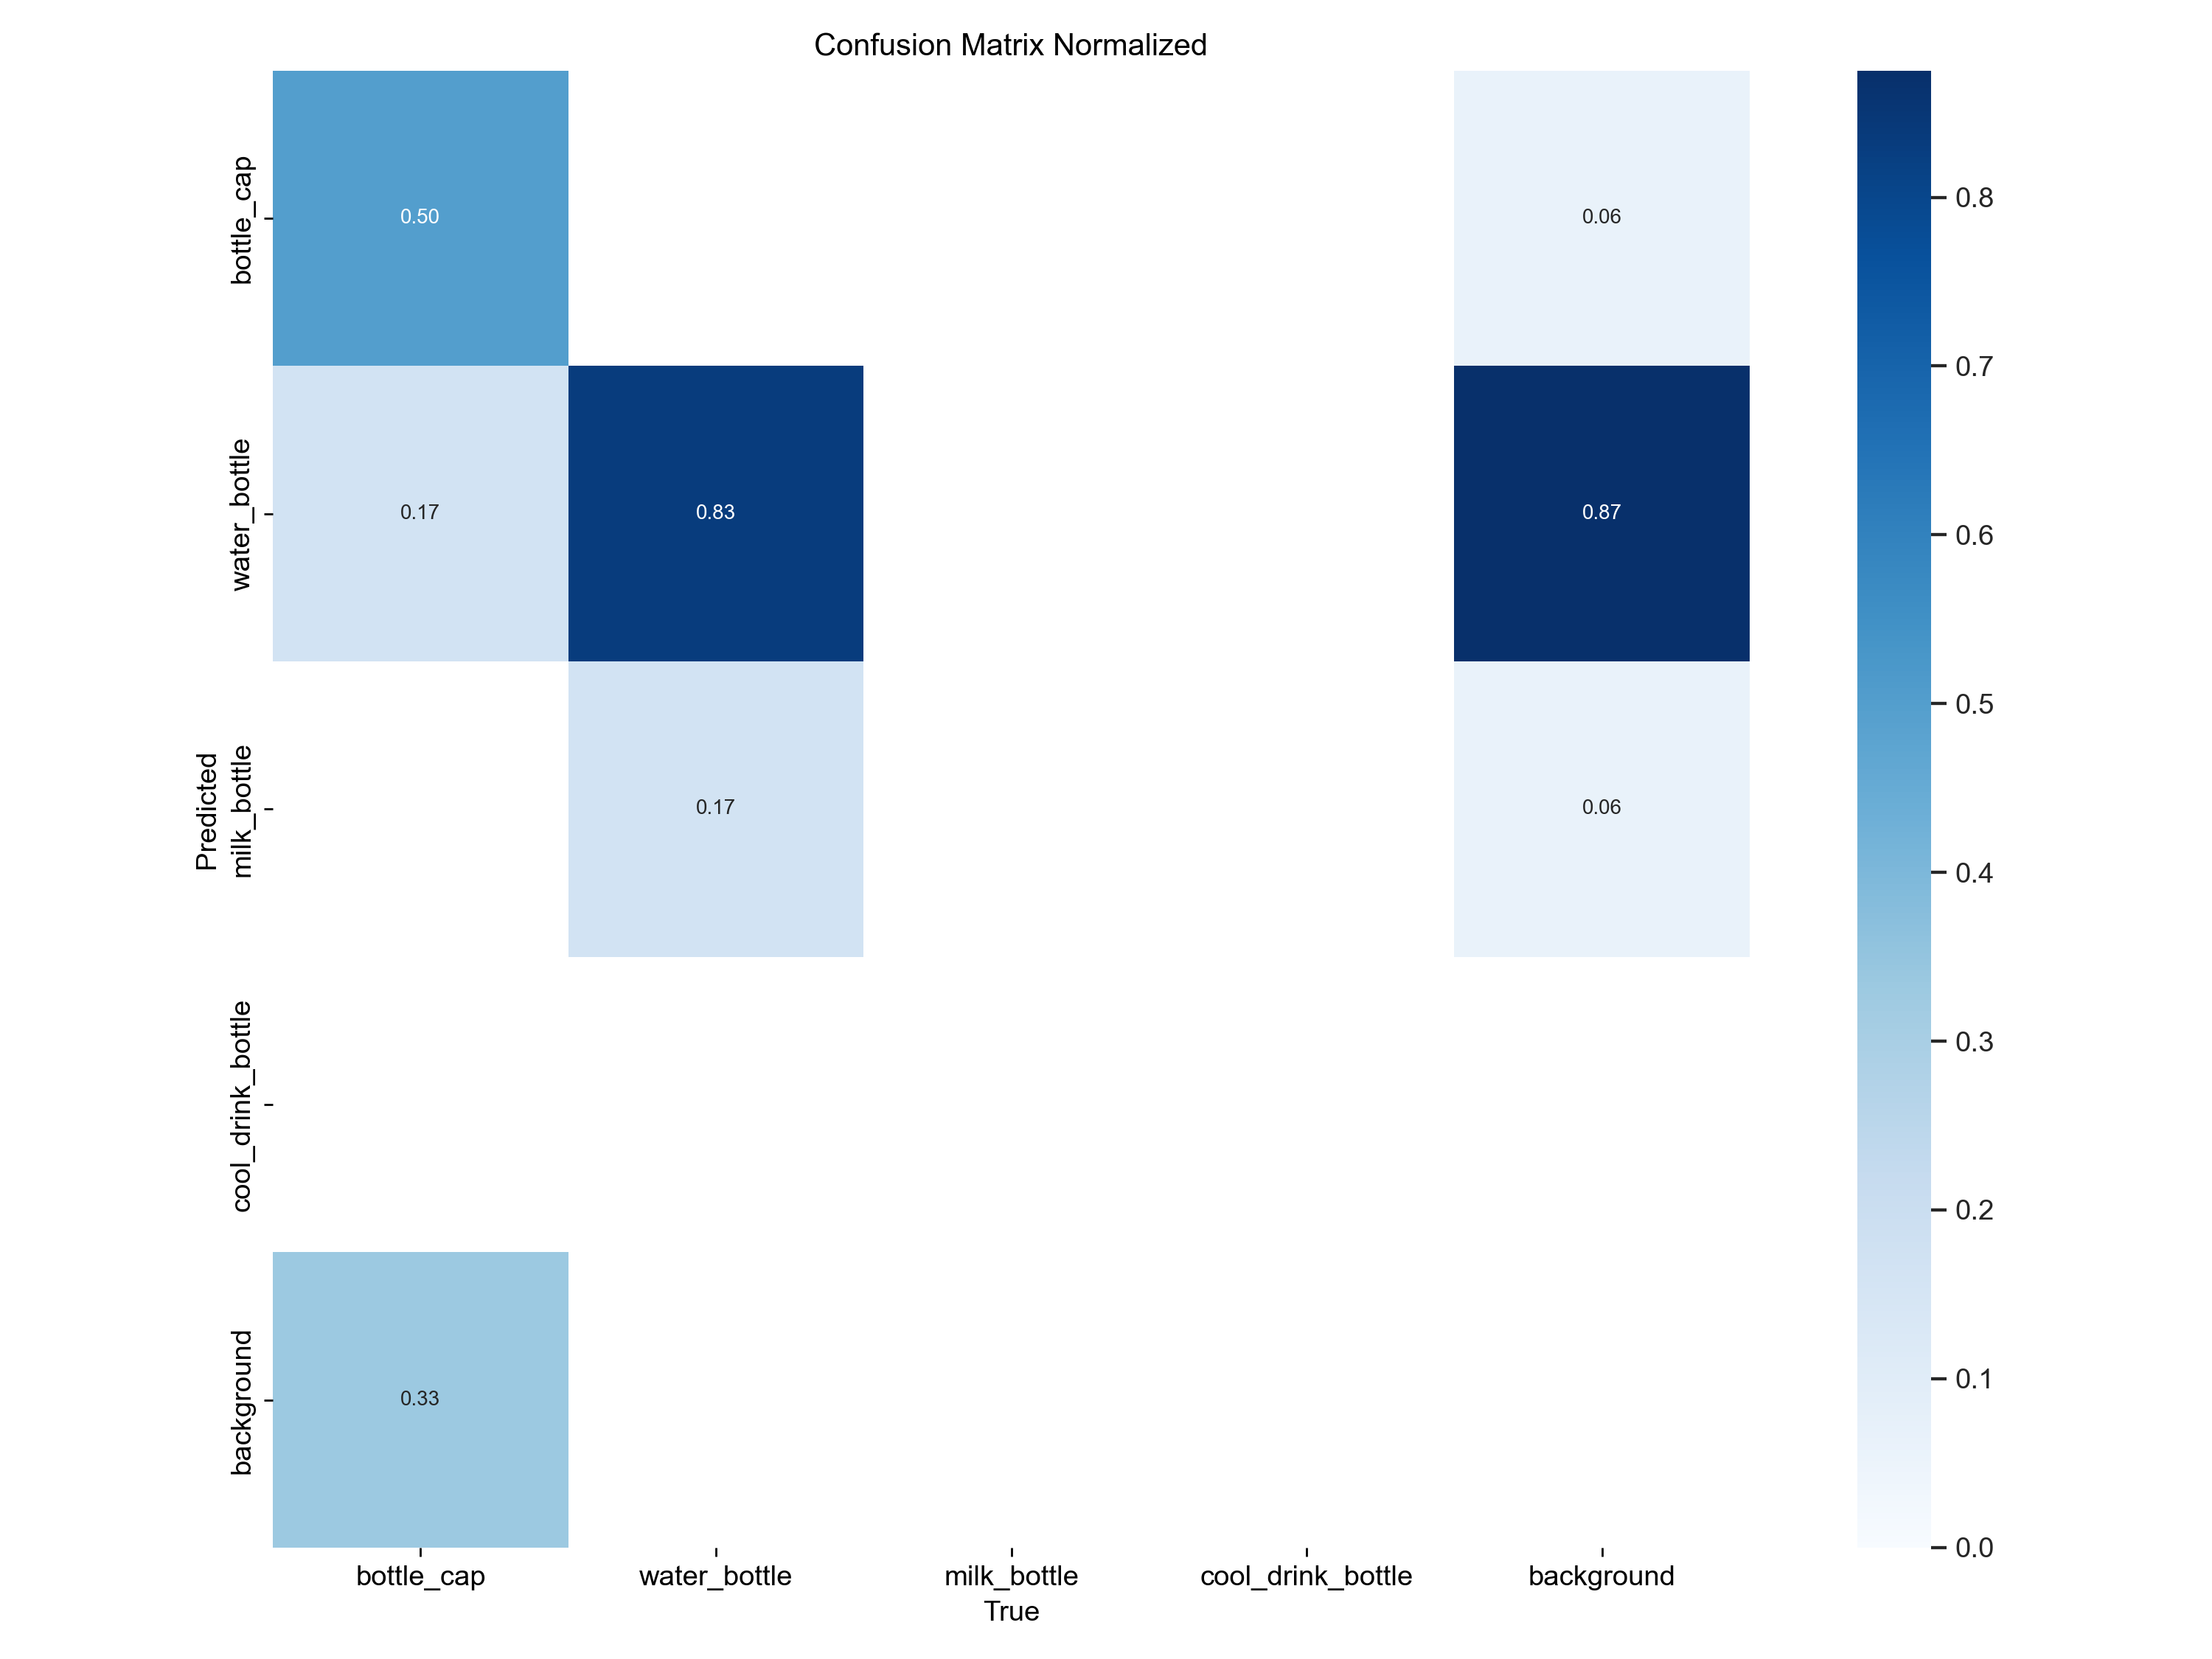 Confusion Matrix Normalized
bottle_cap
water_bottle
milk_bottle
cool_drink_bottle
background
Predicted
0.50
0.06
0.17
0.83
0.87
0.17
0.06
0.33
bottle_cap
water_bottle
milk_bottle
cool_drink_bottle
background
True
0.8
0.7
0.6
0.5
0.4
0.3
0.2
0.1
0.0